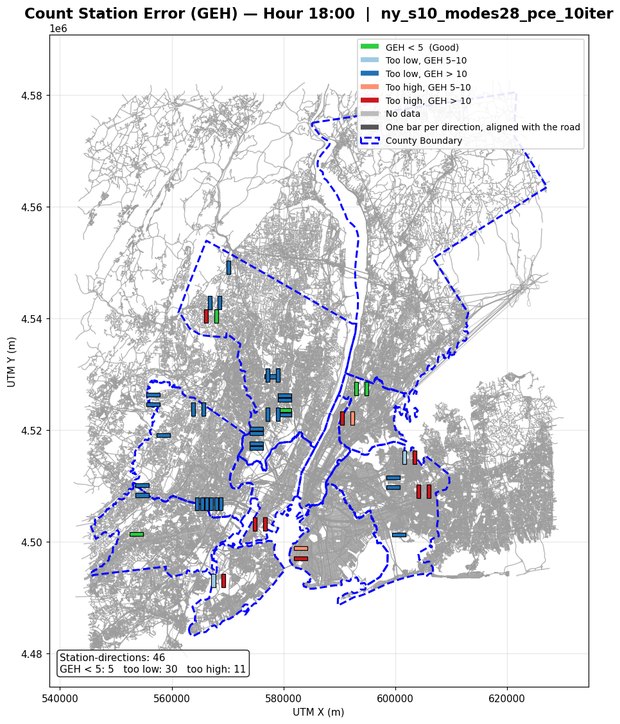 Count Station Error (GEH) — Hour 18:00  |  ny_s10_modes28_pce_10iter
1e6
GEH < 5  (Good)
Too low, GEH 5–10
Too low, GEH > 10
Too high, GEH 5–10
Too high, GEH > 10
No data
One bar per direction, aligned with the road
County Boundary
4.58
4.56
4.54
4.52
4.50
4.48
UTM Y (m)
Station-directions: 46
GEH < 5: 5   too low: 30   too high: 11
540000
560000
580000
600000
620000
UTM X (m)